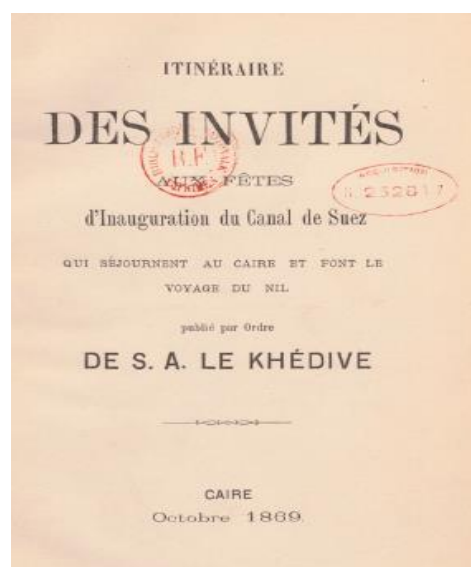 ITINÉRAIRE
DES INVITÉS
AUX FÊTES
d'Inauguration du Canal de Suez
QUI SÉJOURNENT AU CAIRE ET FONT LE
VOYAGE DU NIL
publié par Ordre
DE S. A. LE KHÉDIVE
CAIRE
Octobre 1869.
R.F.
ACQUISITION